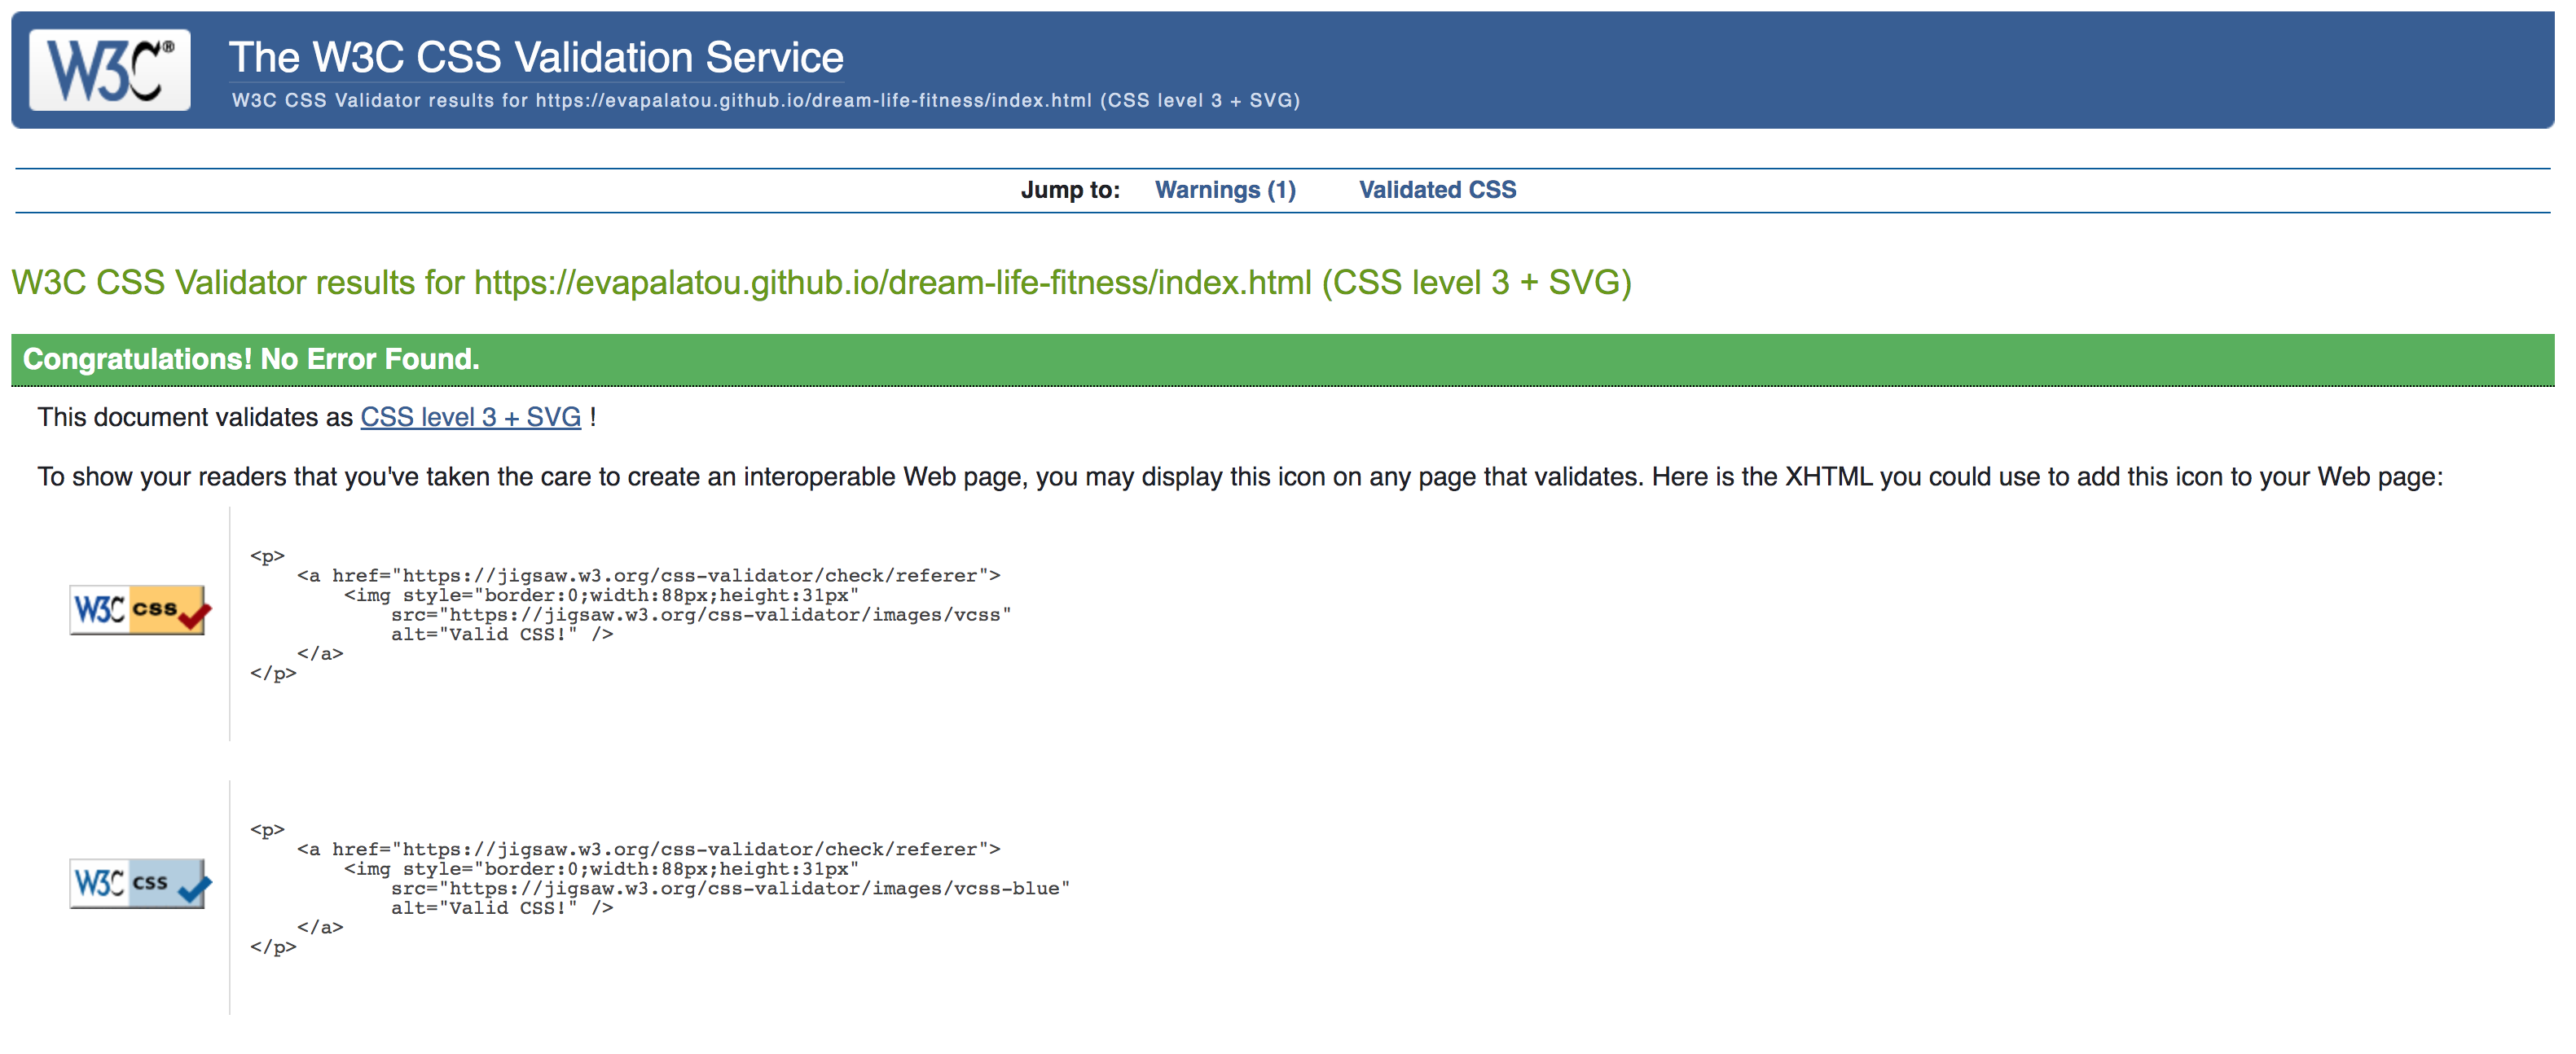 W3C®
The W3C CSS Validation Service
W3C CSS Validator results for https://evapalatou.github.io/dream-life-fitness/index.html (CSS level 3 + SVG)
Jump to: Warnings (1) Validated CSS
W3C CSS Validator results for https://evapalatou.github.io/dream-life-fitness/index.html (CSS level 3 + SVG)
Congratulations! No Error Found.
This document validates as CSS level 3 + SVG !
To show your readers that you've taken the care to create an interoperable Web page, you may display this icon on any page that validates. Here is the XHTML you could use to add this icon to your Web page:
W3C css
<p>
    <a href="https://jigsaw.w3.org/css-validator/check/referer">
        <img style="border:0;width:88px;height:31px"
            src="https://jigsaw.w3.org/css-validator/images/vcss"
            alt="Valid CSS!" />
    </a>
</p>
W3C css
<p>
    <a href="https://jigsaw.w3.org/css-validator/check/referer">
        <img style="border:0;width:88px;height:31px"
            src="https://jigsaw.w3.org/css-validator/images/vcss-blue"
            alt="Valid CSS!" />
    </a>
</p>